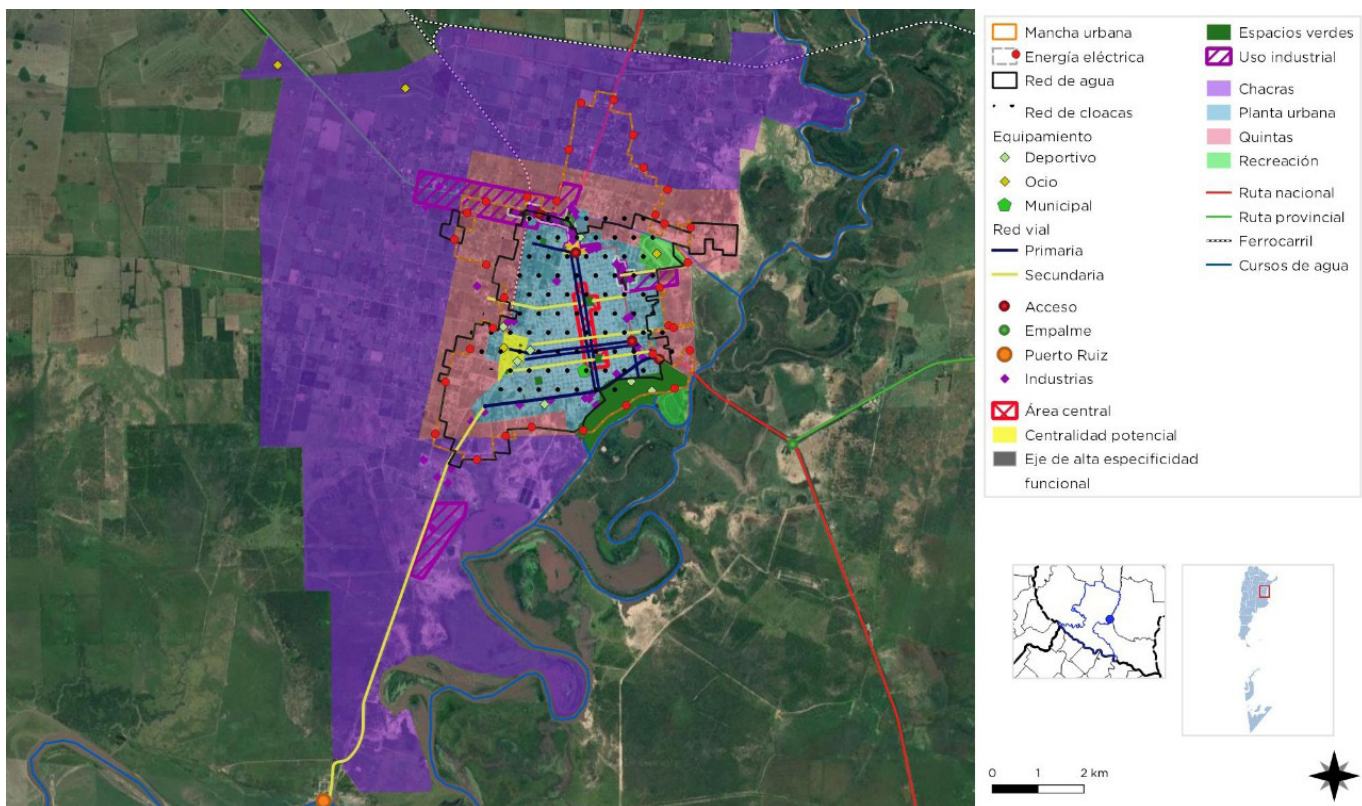 Mancha urbana
Energía eléctrica
Red de agua
Red de cloacas
Equipamiento
Deportivo
Ocio
Municipal
Red vial
Primaria
Secundaria
Acceso
Empalme
Puerto Ruiz
Industrias
Área central
Centralidad potencial
Eje de alta especificidad
funcional
Espacios verdes
Uso industrial
Chacras
Planta urbana
Quintas
Recreación
Ruta nacional
Ruta provincial
Ferrocarril
Cursos de agua
0 1 2 km